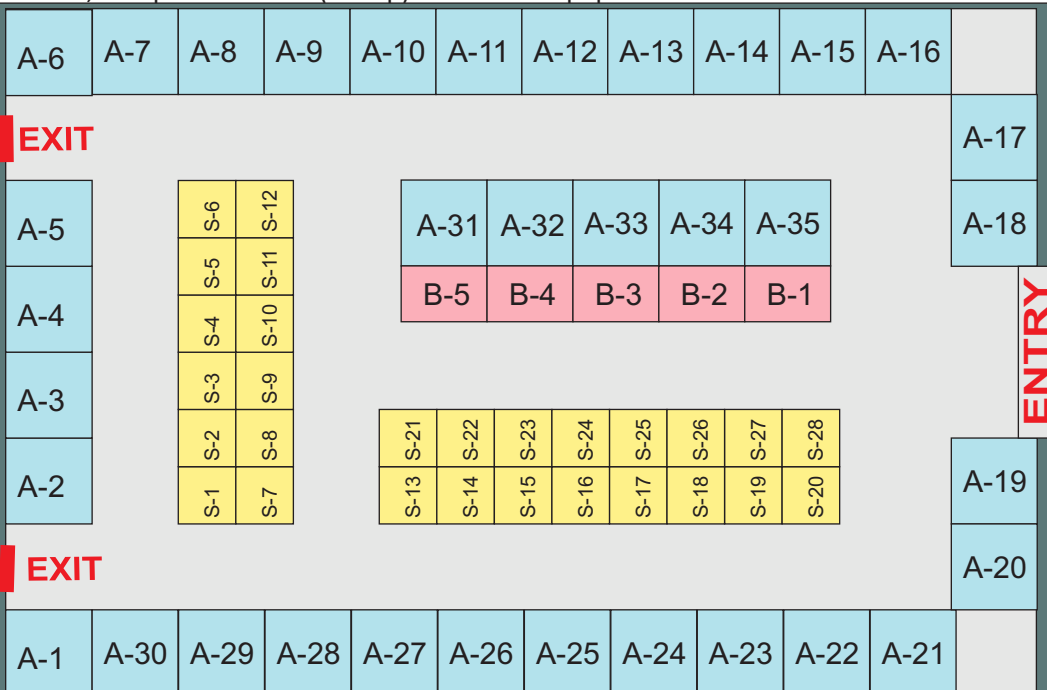 A-6 A-7 A-8 A-9 A-10 A-11 A-12 A-13 A-14 A-15 A-16
EXIT
A-17
A-5
S-6 S-12
A-31 A-32 A-33 A-34 A-35
A-18
S-5 S-11
B-5 B-4 B-3 B-2 B-1
A-4
S-4 S-10
ENTRY
A-3
S-3 S-9
S-2 S-8
S-21 S-22 S-23 S-24 S-25 S-26 S-27 S-28
A-2
S-1 S-7
S-13 S-14 S-15 S-16 S-17 S-18 S-19 S-20
A-19
EXIT
A-20
A-1 A-30 A-29 A-28 A-27 A-26 A-25 A-24 A-23 A-22 A-21